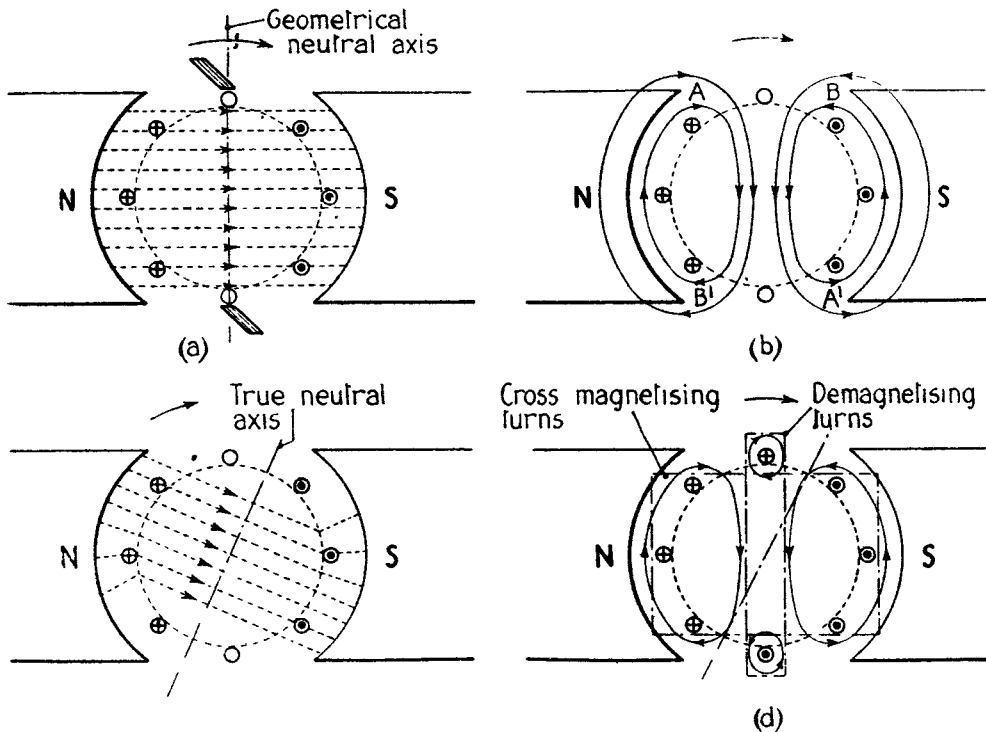 Geometrical
neutral axis
N
S
(a)
A
B
N
S
B'
A'
(b)
True neutral
axis
N
S
Cross magnetising
turns
Demagnetising
turns
N
S
(d)